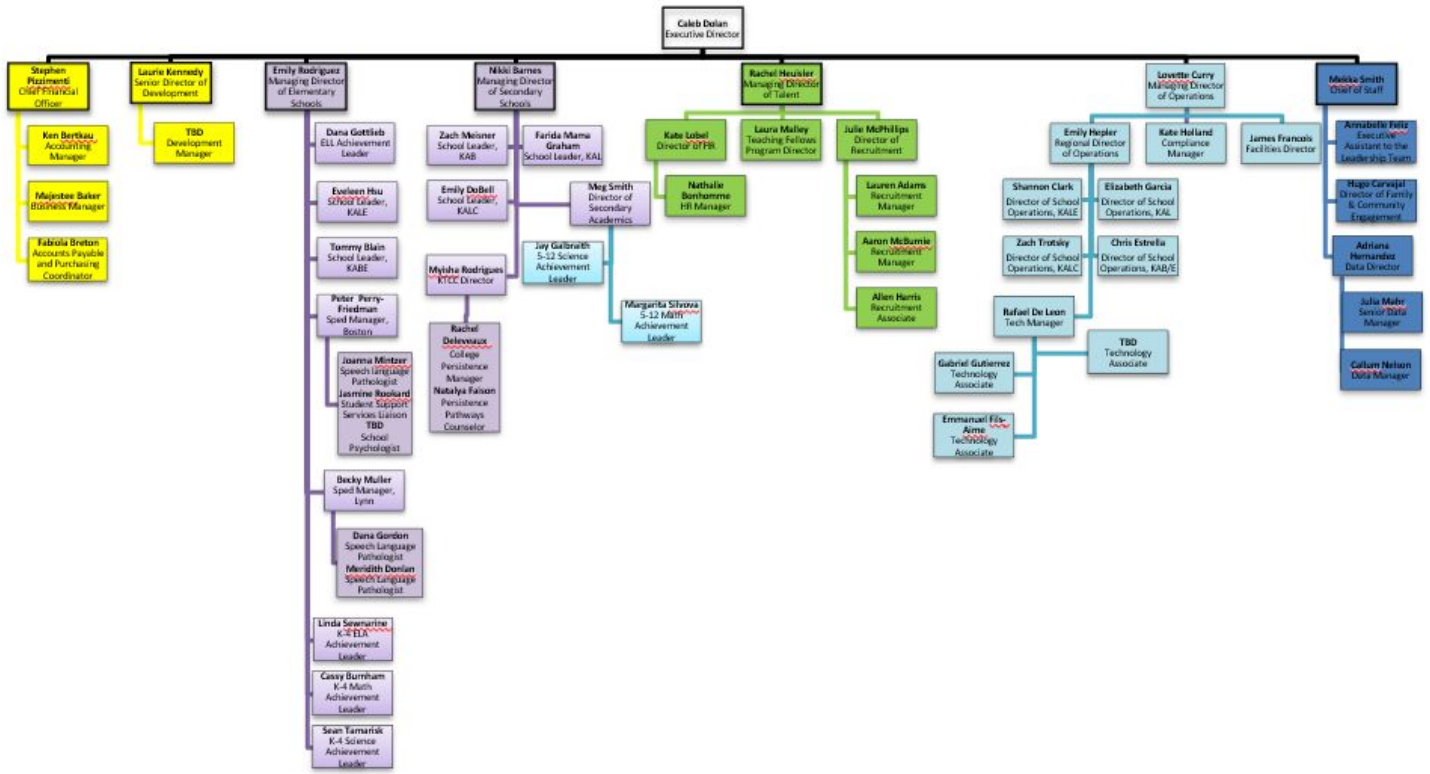 Caleb Dolan
Executive Director
Stephen
Pizzimenti
Chief Financial
Officer
Ken Bertkau
Accounting
Manager
Majestee Baker
Business Manager
Fabiola Breton
Accounts Payable
and Purchasing
Coordinator
Laurie Kennedy
Senior Director of
Development
TBD
Development
Manager
Emily Rodriguez
Managing Director
of Elementary
Schools
Dana Gottlieb
ELL Achievement
Leader
Eveleen Hsu
School Leader,
KALE
Tommy Blain
School Leader,
KABE
Peter Perry-
Friedman
Sped Manager,
Boston
Joanna Mintzer
Speech language
Pathologist
Jasmine Rookard
Student Support
Services Liaison
TBD
School
Psychologist
Becky Muller
Sped Manager,
Lynn
Dana Gordon
Speech Language
Pathologist
Meridith Donlan
Speech Language
Pathologist
Linda Sewnarine
K-4 ELA
Achievement
Leader
Cassy Burnham
K-4 Math
Achievement
Leader
Sean Tamarisk
K-4 Science
Achievement
Leader
Nikki Barnes
Managing Director
of Secondary
Schools
Zach Meisner
School Leader,
KAB
Farida Mama
Graham
School Leader, KAL
Emily DoBell
School Leader,
KALC
Meg Smith
Director of
Secondary
Academics
Jay Galbraith
5-12 Science
Achievement
Leader
Margarita Silvova
5-12 Math
Achievement
Leader
Myisha Rodrigues
KTCC Director
Rachel
Deleveaux
College
Persistence
Manager
Natalya Faison
Persistence
Pathways
Counselor
Rachel Heuisler
Managing Director
of Talent
Kate Lobel
Director of HR
Nathalie
Bonhomme
HR Manager
Laura Malley
Teaching Fellows
Program Director
Julie McPhillips
Director of
Recruitment
Lauren Adams
Recruitment
Manager
Aaron McBurnie
Recruitment
Manager
Allen Harris
Recruitment
Associate
Lovette Curry
Managing Director
of Operations
Emily Hepler
Regional Director
of Operations
Kate Holland
Compliance
Manager
James Francois
Facilities Director
Shannon Clark
Director of School
Operations, KALE
Elizabeth Garcia
Director of School
Operations, KAL
Zach Trotsky
Director of School
Operations, KALC
Chris Estrella
Director of School
Operations, KAB/E
Rafael De Leon
Tech Manager
Gabriel Gutierrez
Technology
Associate
TBD
Technology
Associate
Emmanuel Fils-
Aime
Technology
Associate
Mekka Smith
Chief of Staff
Annabelle Feliz
Executive
Assistant to the
Leadership Team
Hugo Carvajal
Director of Family
& Community
Engagement
Adriana
Hernandez
Data Director
Julia Mahr
Senior Data
Manager
Callum Nelson
Data Manager